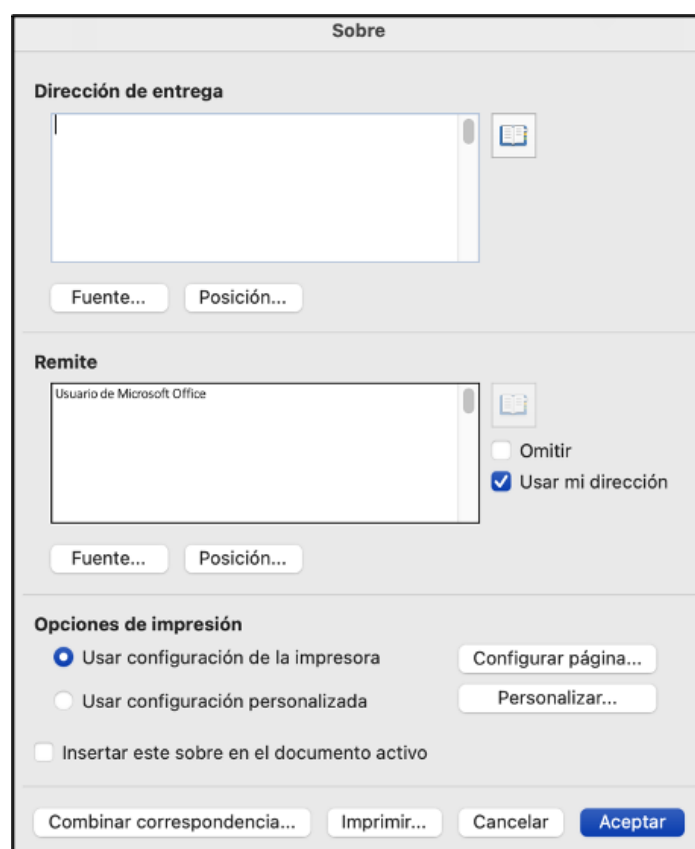 Sobre
Dirección de entrega
Fuente...
Posición...
Remite
Usuario de Microsoft Office
Omitir
Usar mi dirección
Fuente...
Posición...
Opciones de impresión
Usar configuración de la impresora
Configurar página...
Usar configuración personalizada
Personalizar...
Insertar este sobre en el documento activo
Combinar correspondencia...
Imprimir...
Cancelar
Aceptar